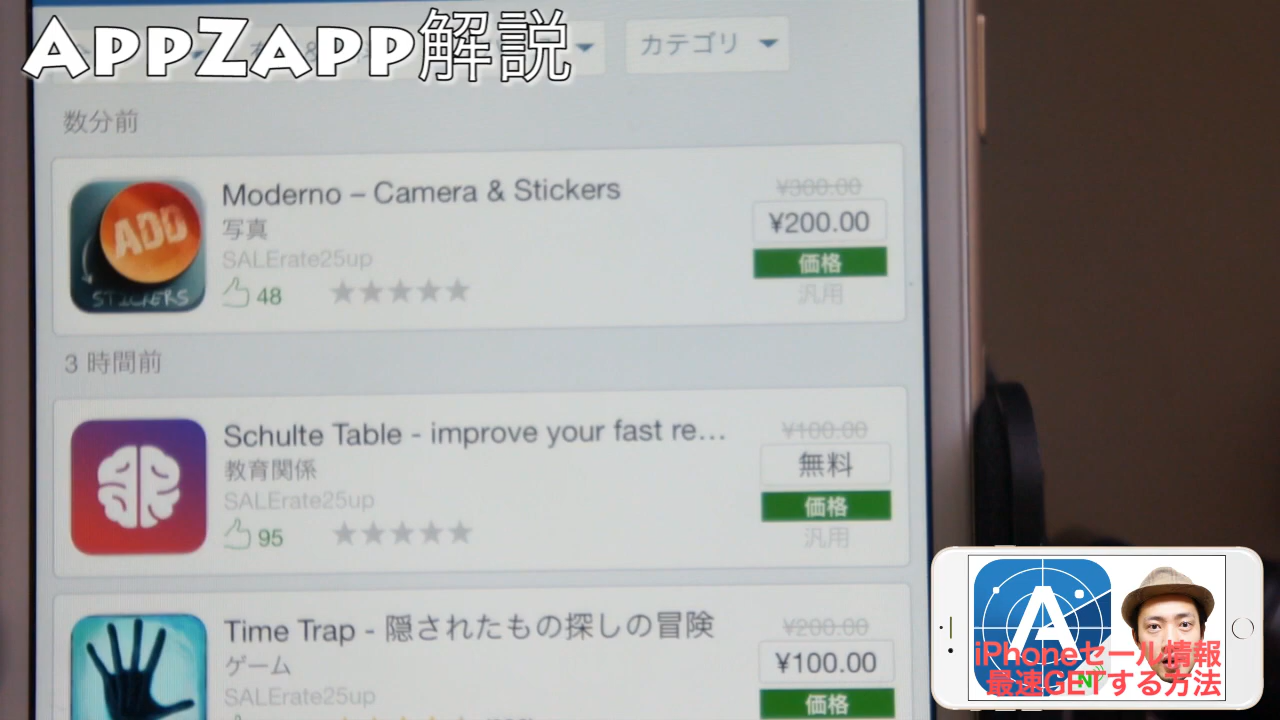 AppZapp解説
カテゴリ
数分前
Moderno – Camera & Stickers
写真
SALErate25up
48
ADD
STICKERS
¥300.00
¥200.00
価格
汎用
3 時間前
Schulte Table - improve your fast re…
教育関係
SALErate25up
95
¥100.00
無料
価格
汎用
Time Trap - 隠されたもの探しの冒険
ゲーム
SALErate25up
¥200.00
¥100.00
価格
A
iPhoneセール情報
最速GETする方法